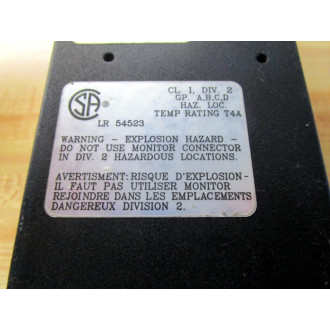 CL I, DIV. 2
GP. A,B,C,D
HAZ. LOC.
TEMP RATING T4A
SA ®
LR 54523
WARNING - EXPLOSION HAZARD -
DO NOT USE MONITOR CONNECTOR
IN DIV. 2 HAZARDOUS LOCATIONS.
AVERTISMENT: RISQUE D'EXPLOSION-
IL FAUT PAS UTILISER MONITOR
REJOINDRE DANS LES EMPLACEMENTS
DANGEREUX DIVISION 2.